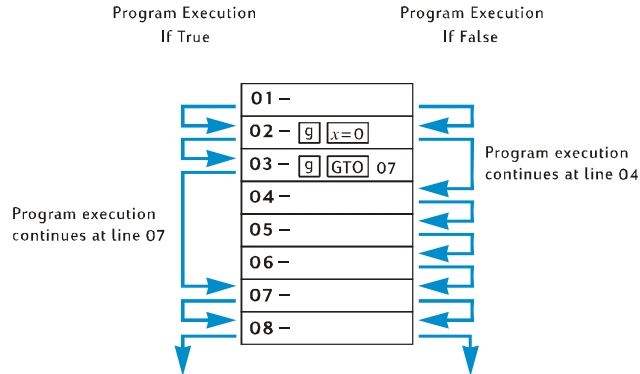 Program Execution
If True
Program Execution
If False
01 –
02 – g x=0
03 – g GTO 07
04 –
05 –
06 –
07 –
08 –
Program execution
continues at line 04
Program execution
continues at line 07